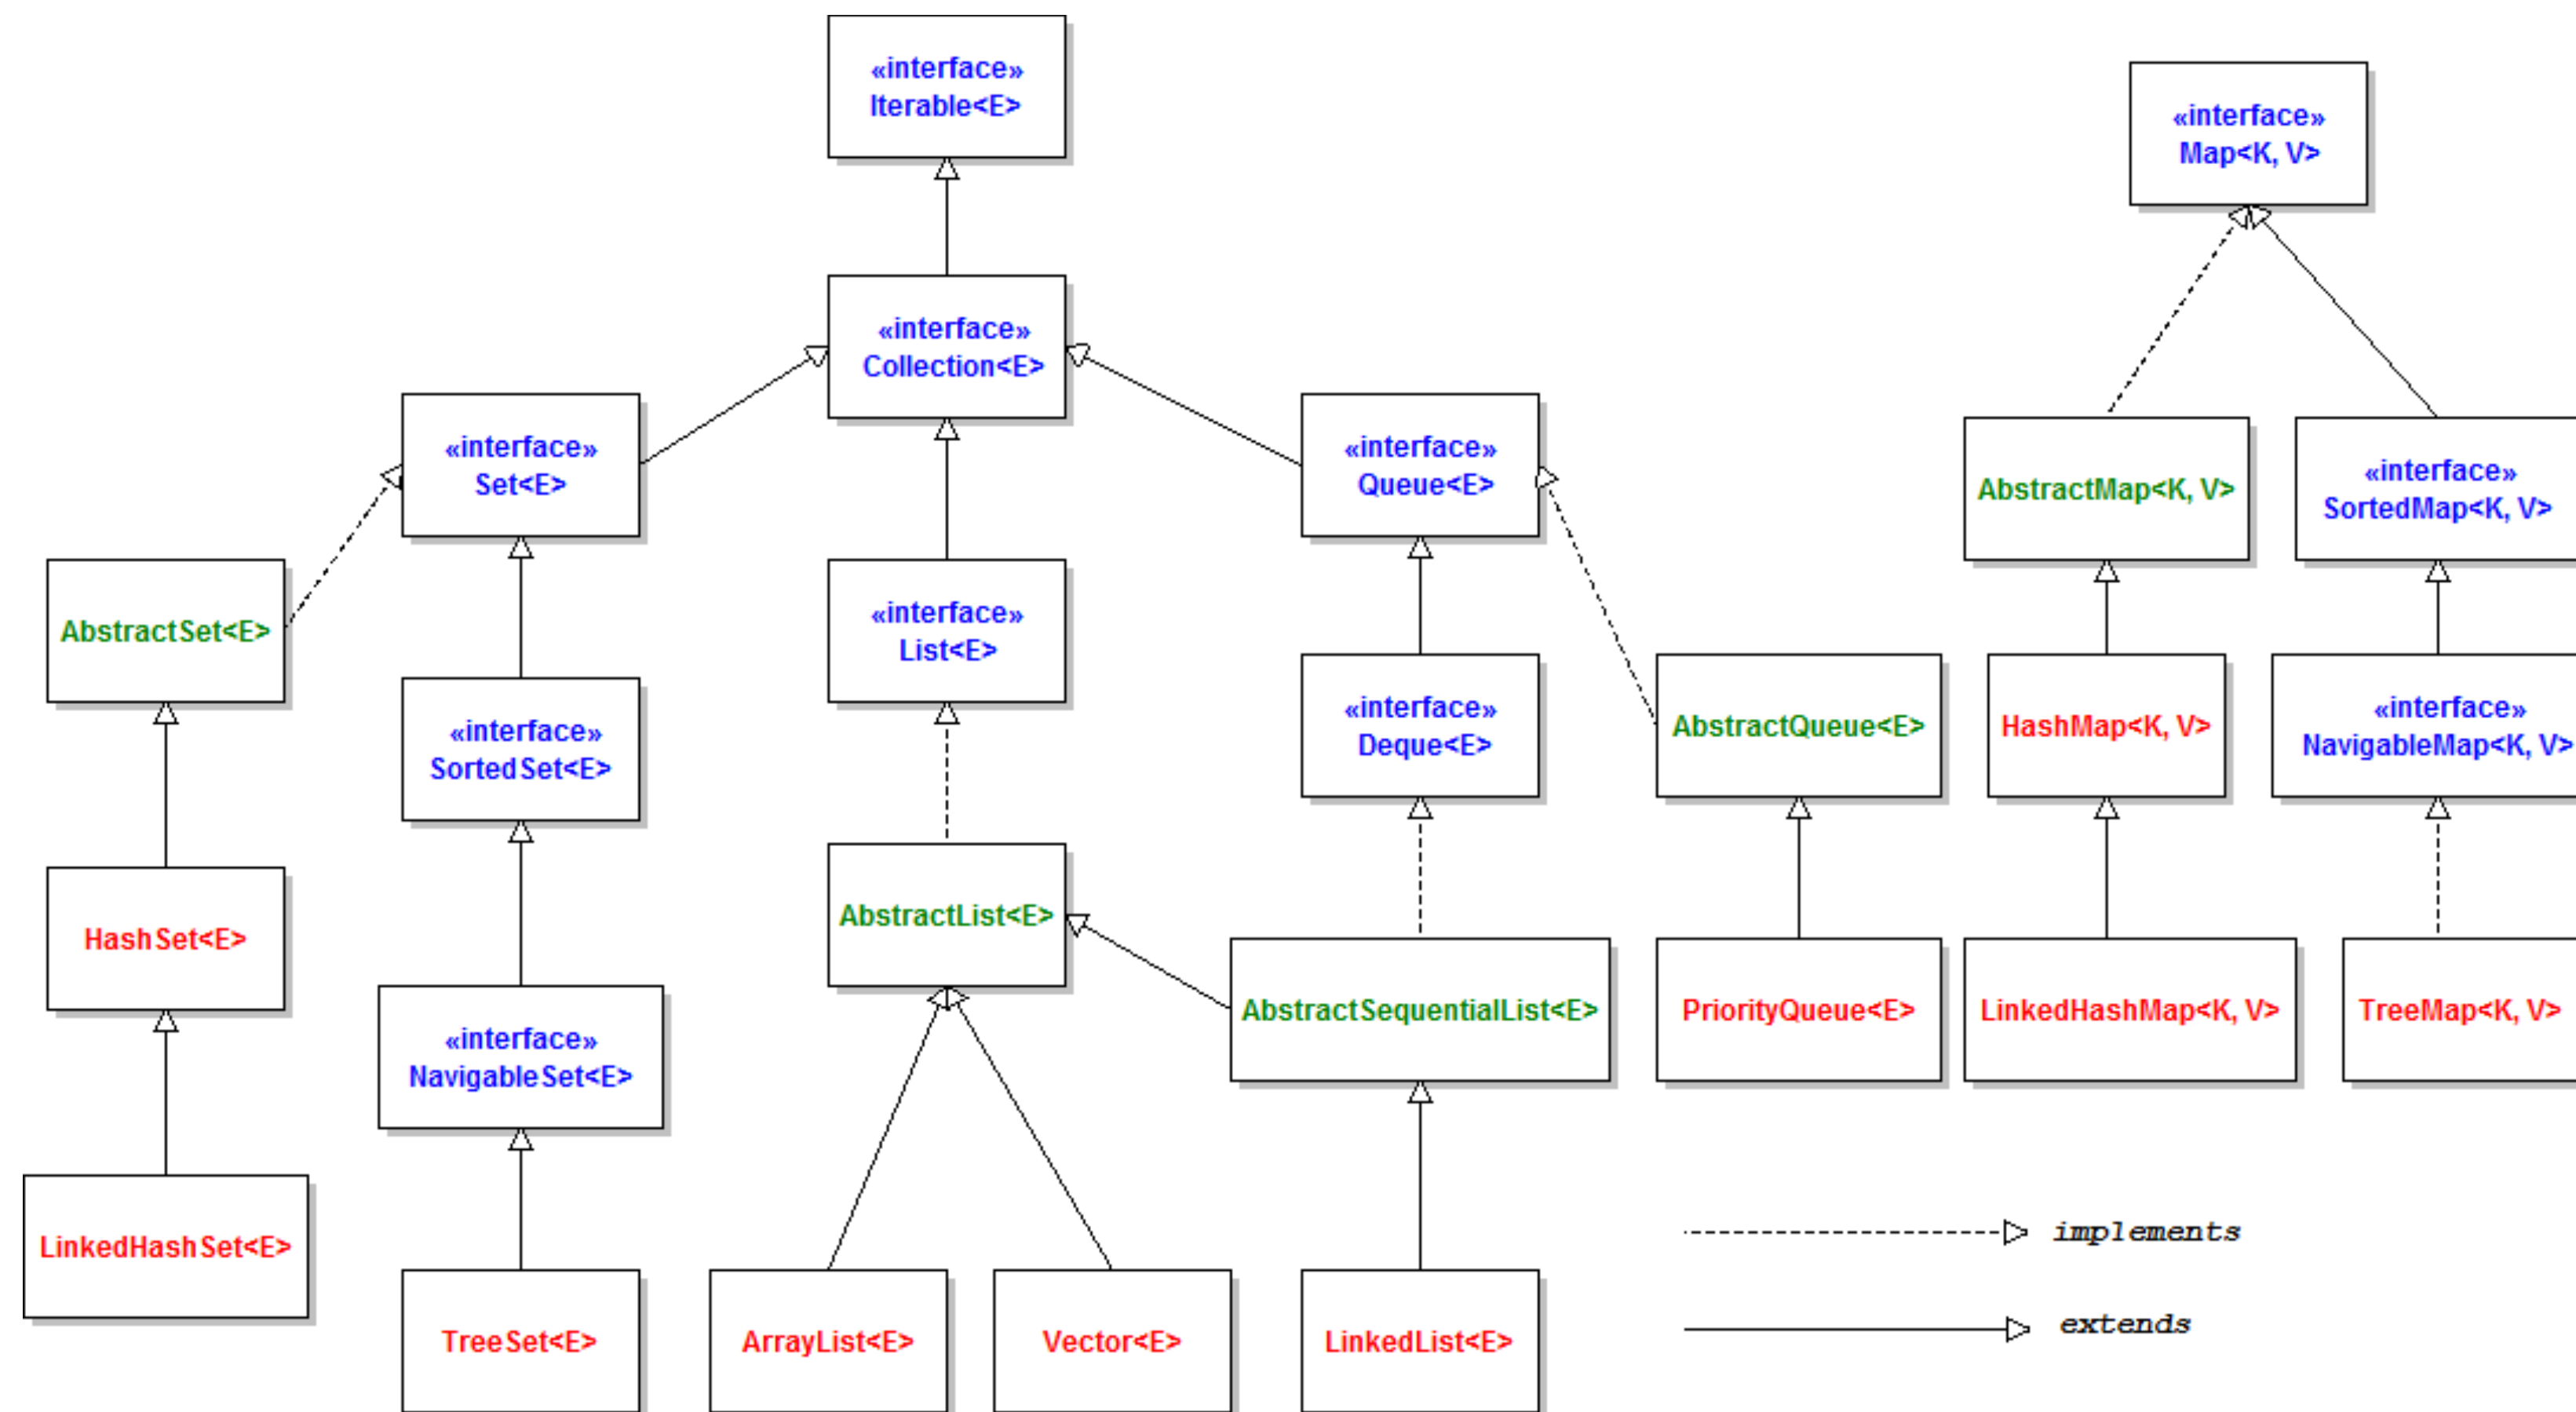 «interface»
Iterable<E>
«interface»
Map<K, V>
«interface»
Collection<E>
«interface»
Set<E>
«interface»
Queue<E>
AbstractMap<K, V>
«interface»
SortedMap<K, V>
AbstractSet<E>
«interface»
List<E>
«interface»
SortedSet<E>
«interface»
Deque<E>
AbstractQueue<E>
HashMap<K, V>
«interface»
NavigableMap<K, V>
HashSet<E>
AbstractList<E>
«interface»
NavigableSet<E>
AbstractSequentialList<E>
PriorityQueue<E>
LinkedHashMap<K, V>
TreeMap<K, V>
LinkedHashSet<E>
implements
extends
TreeSet<E>
ArrayList<E>
Vector<E>
LinkedList<E>